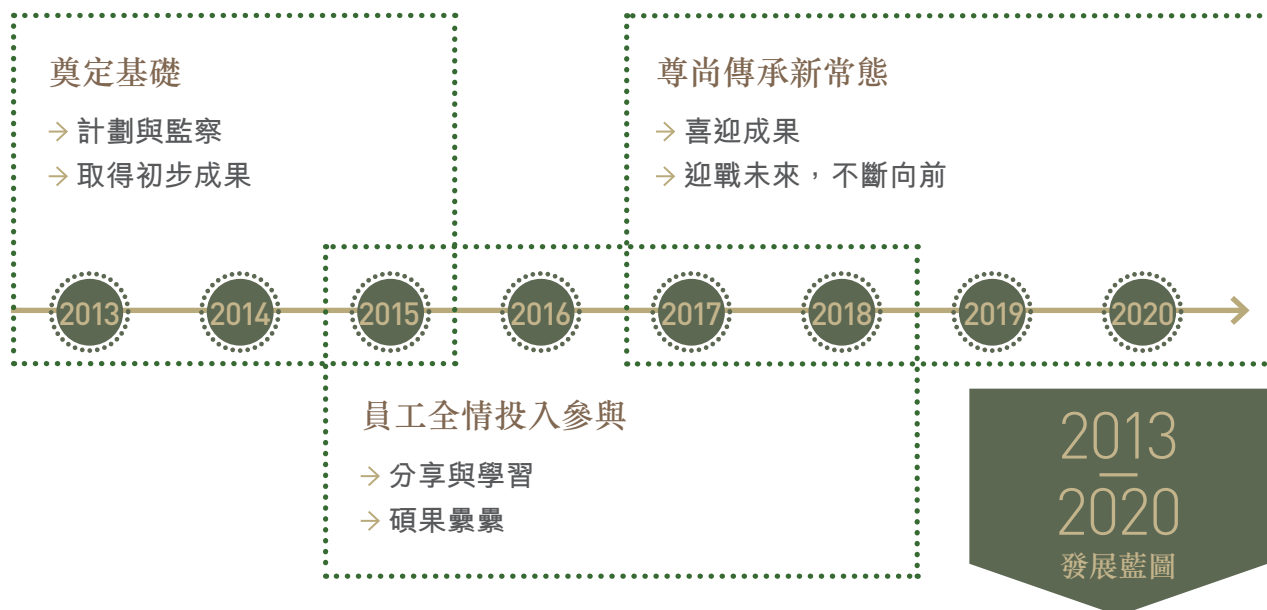 奠定基礎
→ 計劃與監察
→ 取得初步成果
尊尚傳承新常態
→ 喜迎成果
→ 迎戰未來，不斷向前
2013 2014 2015 2016 2017 2018 2019 2020
員工全情投入參與
→ 分享與學習
→ 碩果纍纍
2013
2020
發展藍圖